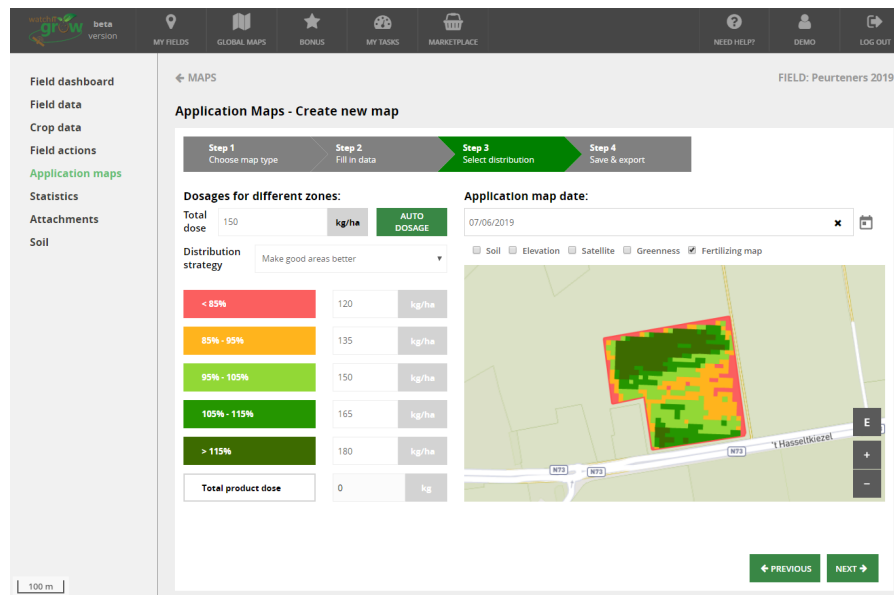 watchitgrow
beta
version
MY FIELDS
GLOBAL MAPS
BONUS
MY TASKS
MARKETPLACE
NEED HELP?
DEMO
LOG OUT
Field dashboard
Field data
Crop data
Field actions
Application maps
Statistics
Attachments
Soil
MAPS
FIELD: Peurteners 2019
Application Maps - Create new map
Step 1
Choose map type
Step 2
Fill in data
Step 3
Select distribution
Step 4
Save & export
Dosages for different zones:
Total
dose
150
kg/ha
AUTO
DOSAGE
Distribution
strategy
Make good areas better
< 85%
120
kg/ha
85% - 95%
135
kg/ha
95% - 105%
150
kg/ha
105% - 115%
165
kg/ha
> 115%
180
kg/ha
Total product dose
0
kg
Application map date:
07/06/2019
Soil
Elevation
Satellite
Greenness
Fertilizing map
't Hasseltkiezel
N73
N73
N73
E
+
−
PREVIOUS
NEXT
100 m